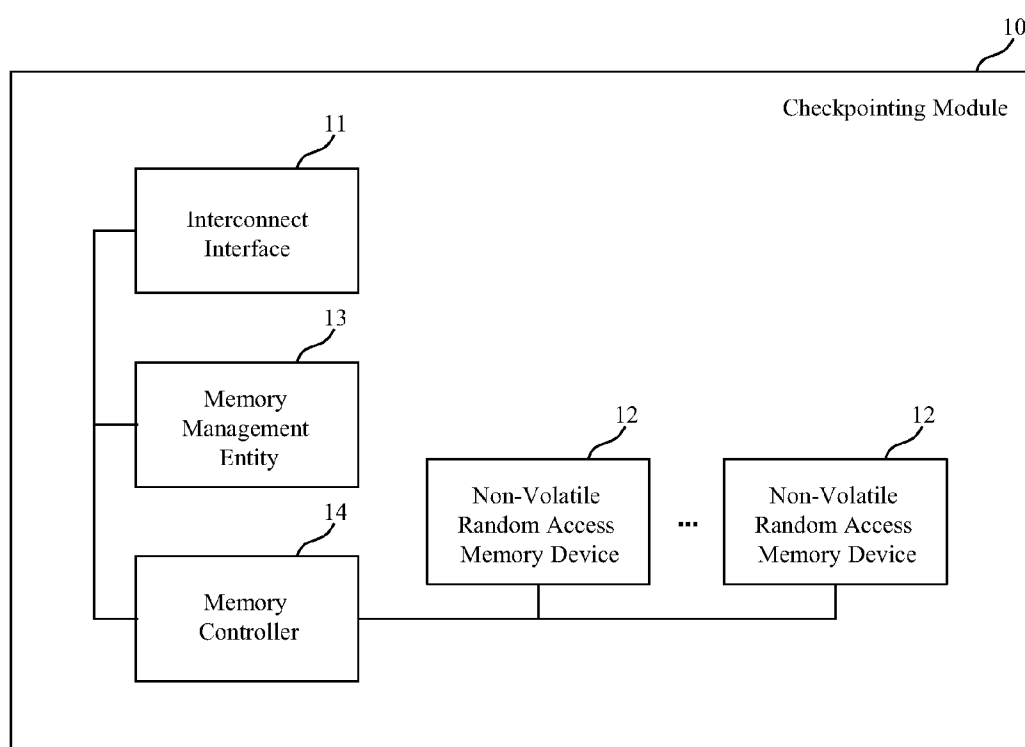 10
Checkpointing Module
11
Interconnect
Interface
13
Memory
Management
Entity
12
12
Non-Volatile
Random Access
Memory Device
...
Non-Volatile
Random Access
Memory Device
14
Memory
Controller